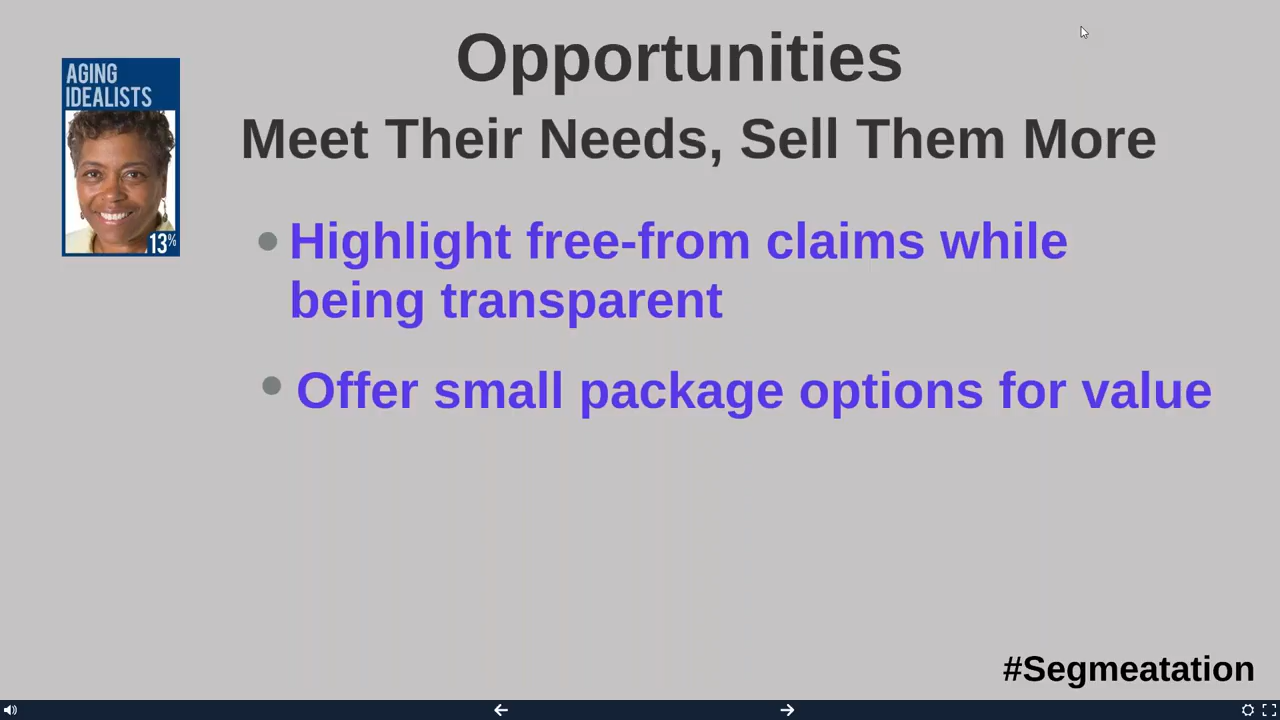 Opportunities
AGING
IDEALISTS
13%
Meet Their Needs, Sell Them More
Highlight free-from claims while
being transparent
Offer small package options for value
#Segmeatation